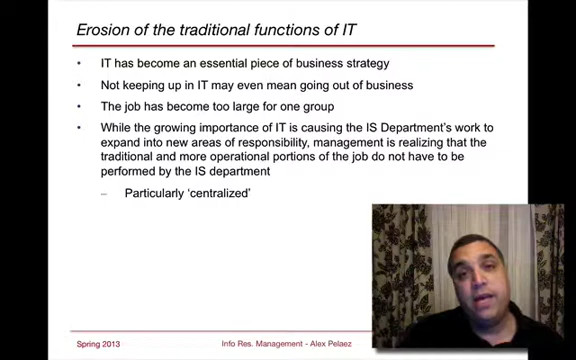 Erosion of the traditional functions of IT
• IT has become an essential piece of business strategy
• Not keeping up in IT may even mean going out of business
• The job has become too large for one group
• While the growing importance of IT is causing the IS Department's work to
expand into new areas of responsibility, management is realizing that the
traditional and more operational portions of the job do not have to be
performed by the IS department
– Particularly 'centralized'
Spring 2013
Info Res. Management - Alex Pelaez